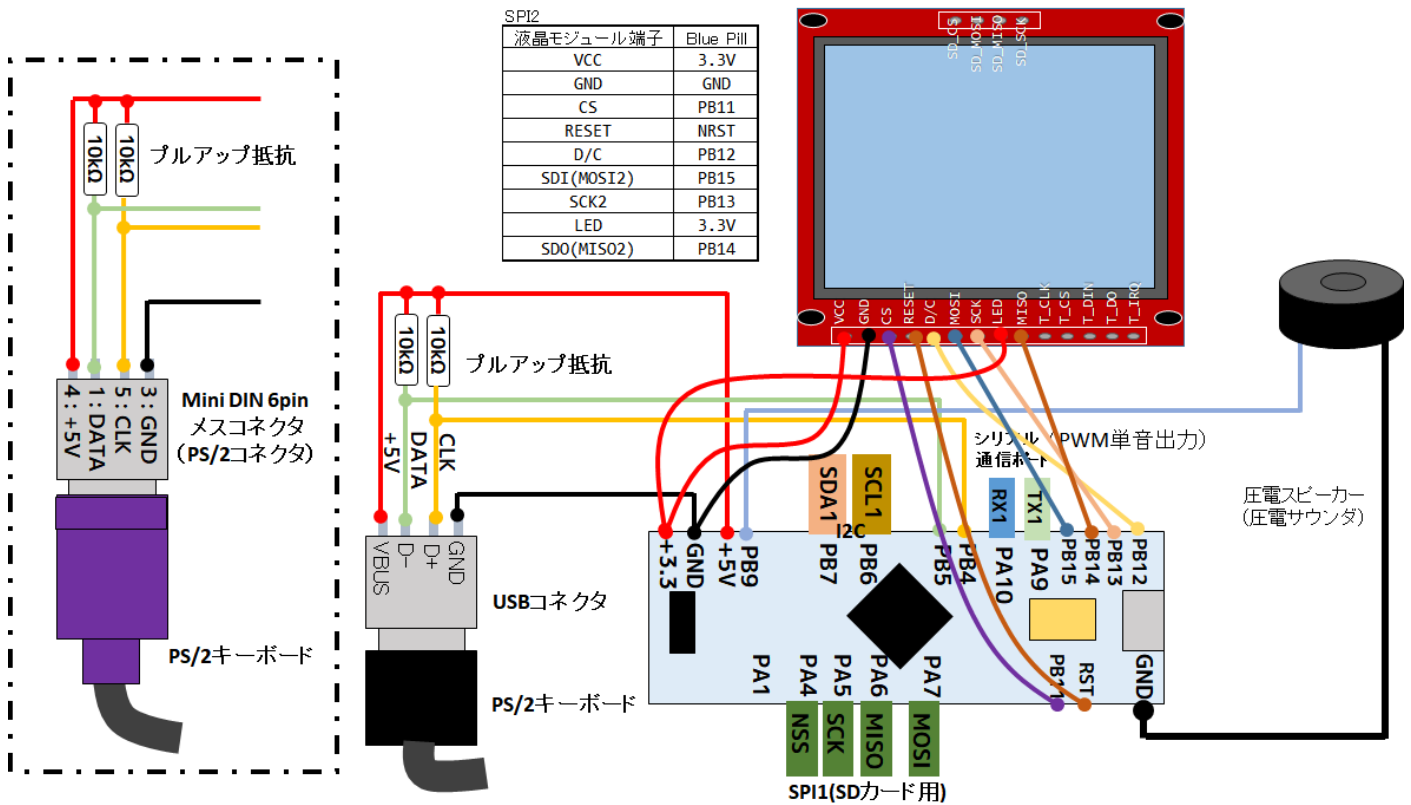 SPI2
液晶モジュール端子 Blue Pill
VCC 3.3V
GND GND
CS PB11
RESET NRST
D/C PB12
SDI(MOSI2) PB15
SCK2 PB13
LED 3.3V
SDO(MISO2) PB14
SD_CS
SD_MOSI
SD_MISO
SD_SCK
VCC
GND
CS
RESET
D/C
MOSI
SCK
LED
MISO
T_CLK
T_CS
T_DIN
T_DO
T_IRQ
10kΩ
10kΩ
プルアップ抵抗
4：+5V
1：DATA
5：CLK
3：GND
Mini DIN 6pin
メスコネクタ
（PS/2コネクタ）
PS/2キーボード
10kΩ
10kΩ
プルアップ抵抗
+5V
DATA
CLK
VBUS
D-
D+
GND
USBコネクタ
PS/2キーボード
シリアル
通信ポート
（PWM単音出力）
圧電スピーカー
（圧電サウンダ）
SDA1
SCL1
I2C
RX1
TX1
+3.3
GND
+5V
PB9
PB7
PB6
PB5
PB4
PA10
PA9
PB15
PB14
PB13
PB12
PA1
PA4
PA5
PA6
PA7
PB11
RST
GND
NSS
SCK
MISO
MOSI
SPI1(SDカード用)